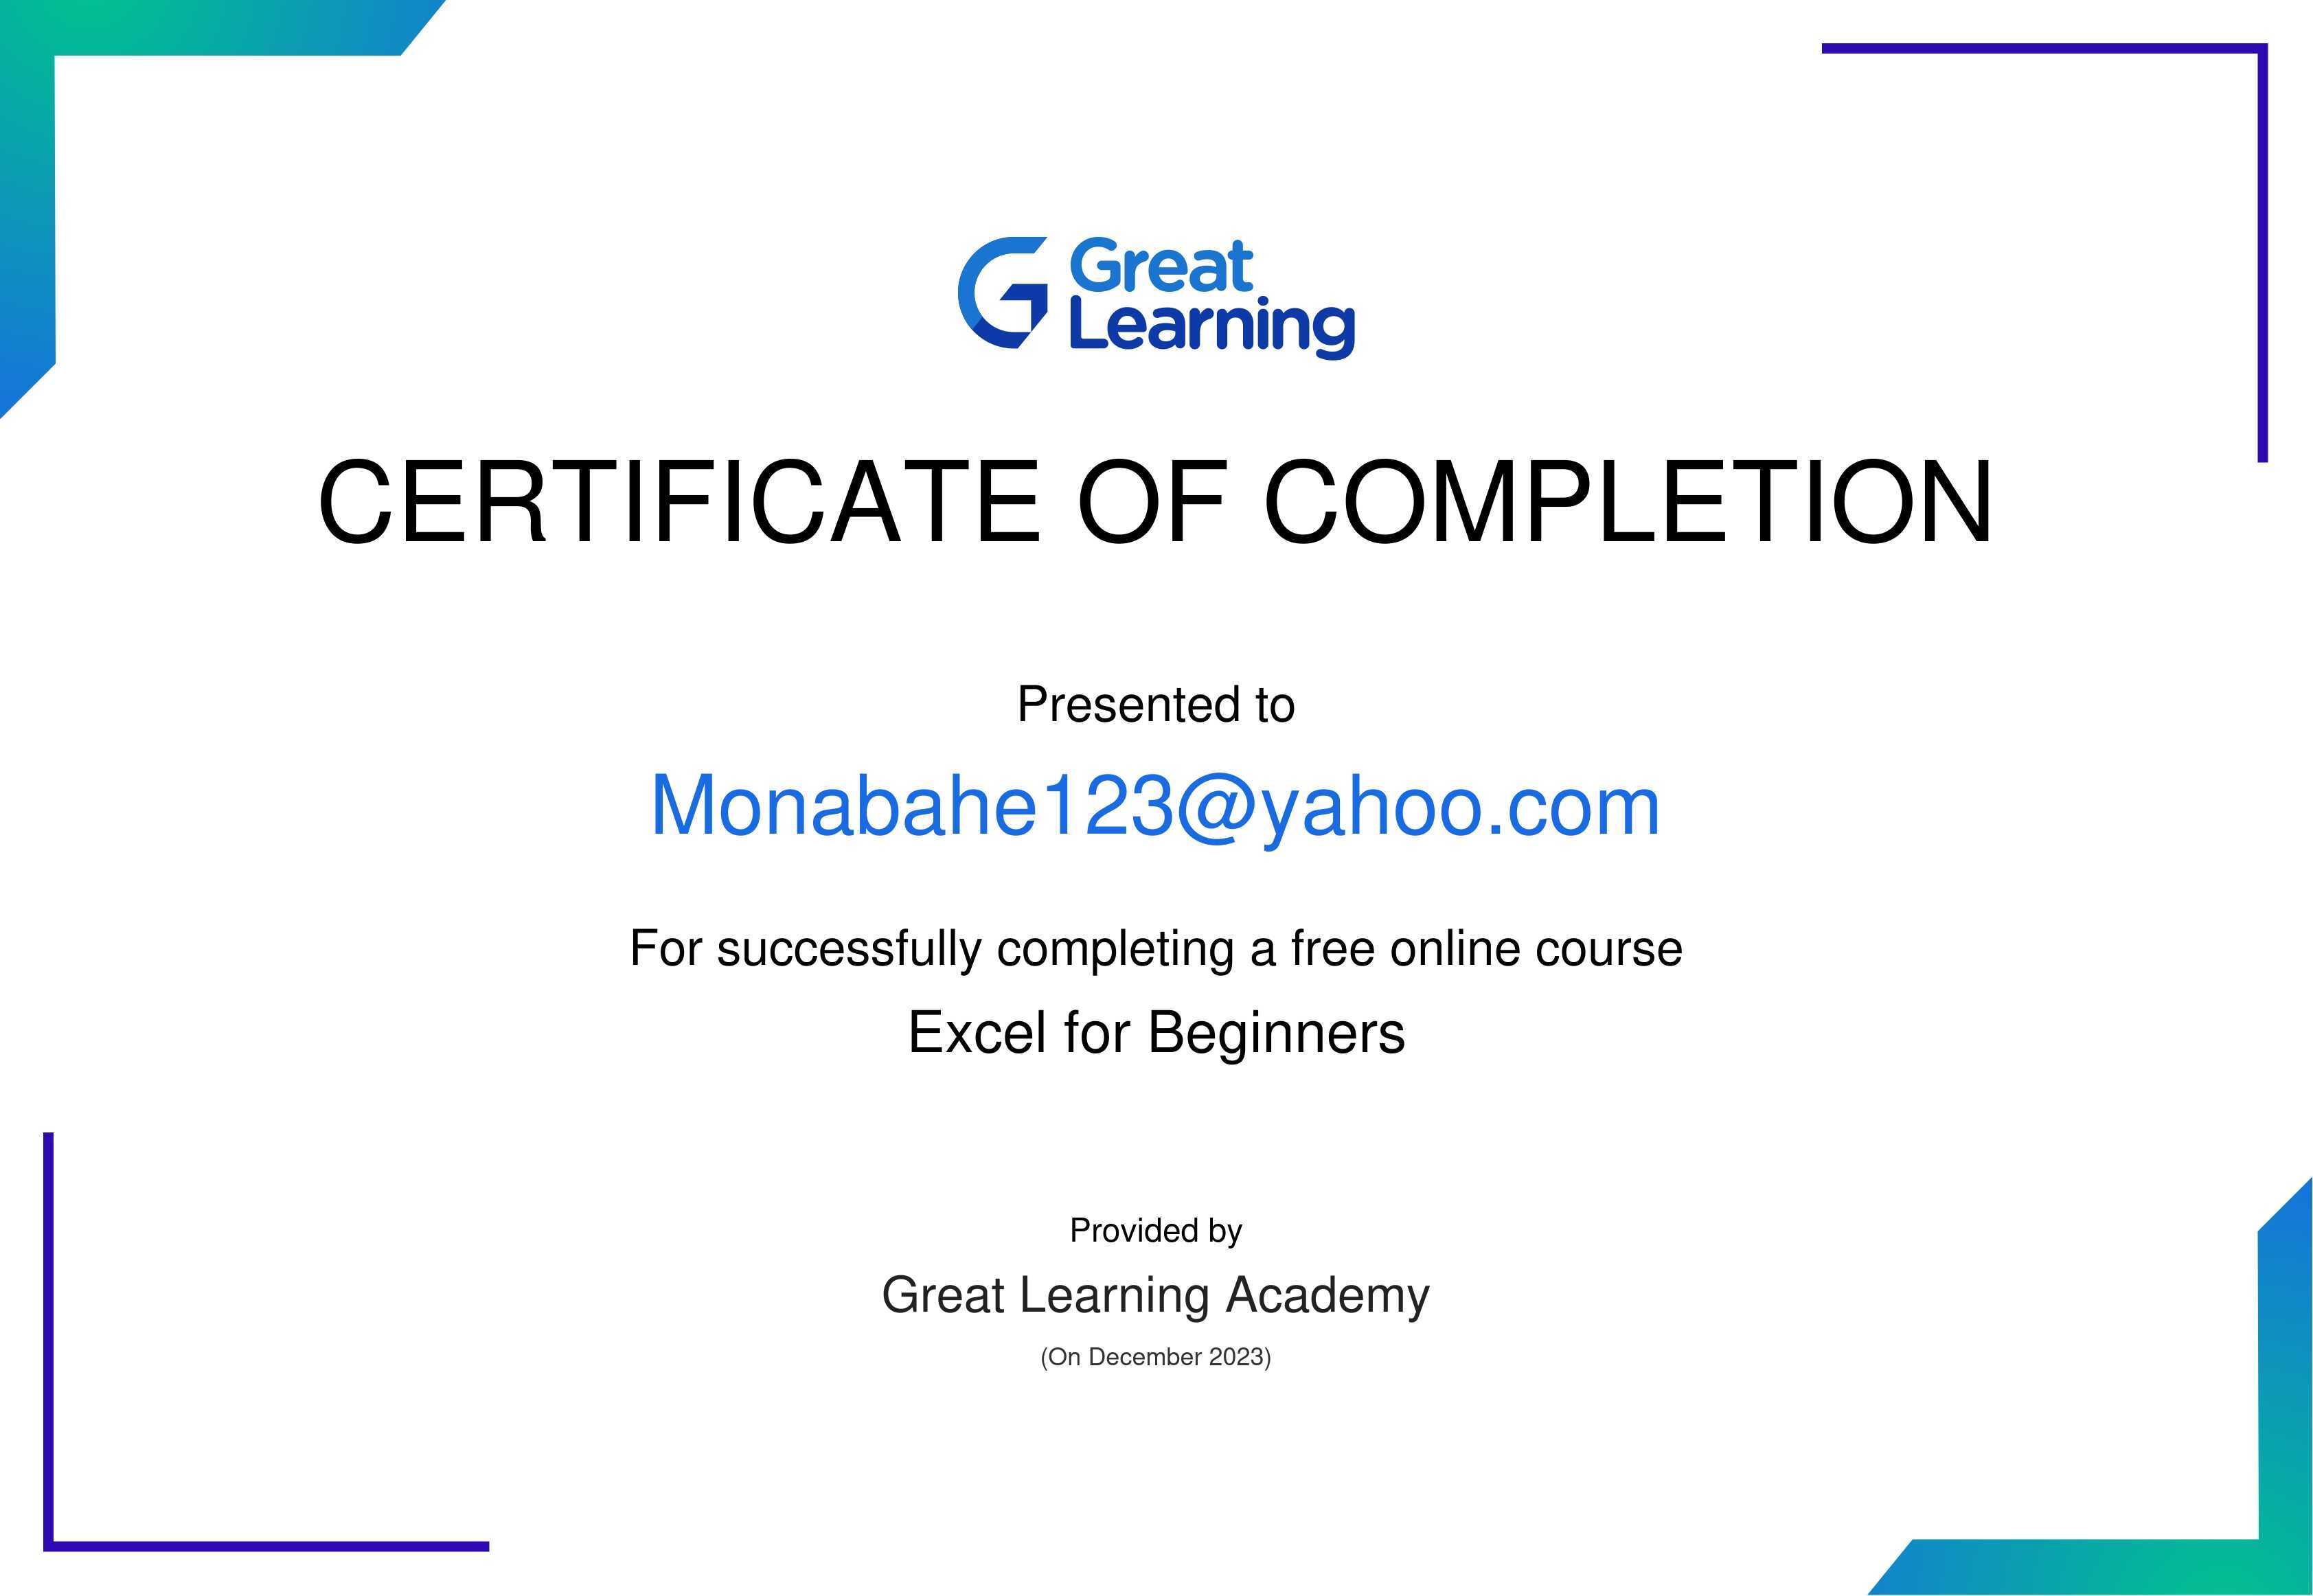 Great
Learning
CERTIFICATE OF COMPLETION
Presented to
Monabahe123@yahoo.com
For successfully completing a free online course
Excel for Beginners
Provided by
Great Learning Academy
(On December 2023)